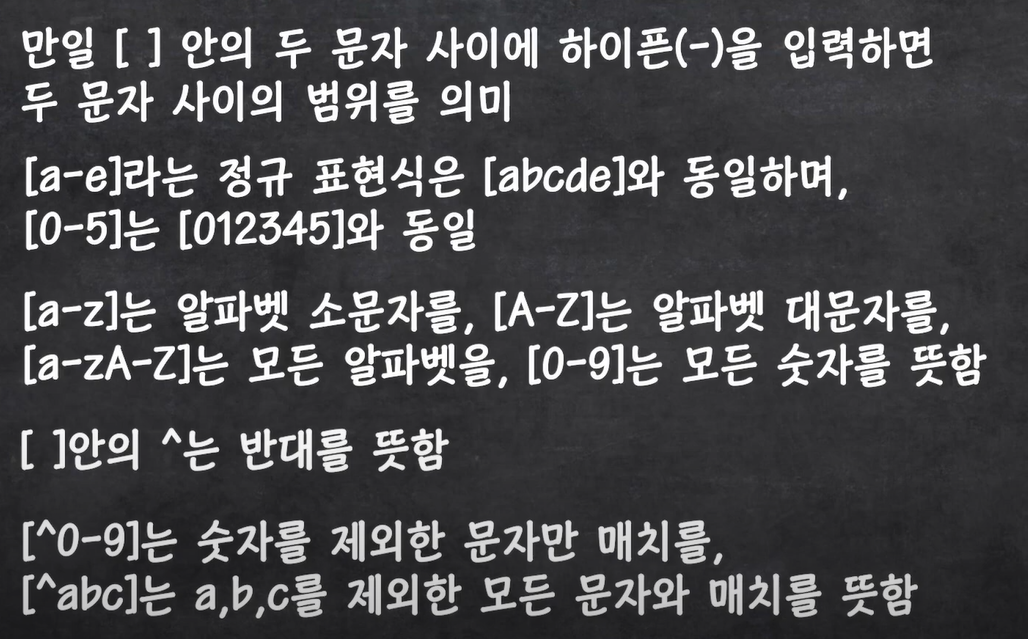 만일 [ ] 안의 두 문자 사이에 하이픈(-)을 입력하면
두 문자 사이의 범위를 의미
[a-e]라는 정규 표현식은 [abcde]와 동일하며,
[0-5]는 [012345]와 동일
[a-z]는 알파벳 소문자를, [A-Z]는 알파벳 대문자를,
[a-zA-Z]는 모든 알파벳을, [0-9]는 모든 숫자를 뜻함
[ ]안의 ^는 반대를 뜻함
[^0-9]는 숫자를 제외한 문자만 매치를,
[^abc]는 a,b,c를 제외한 모든 문자와 매치를 뜻함